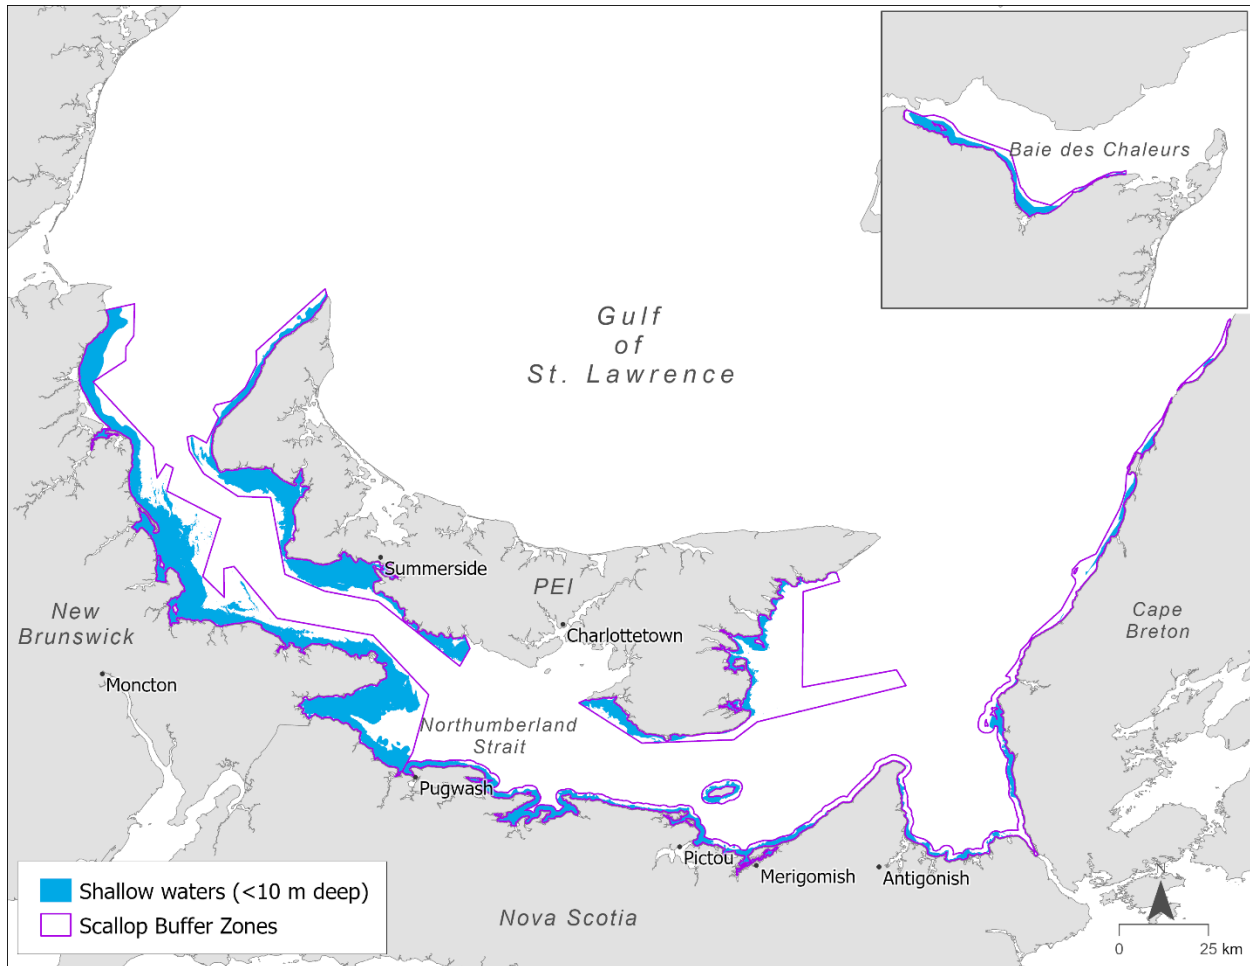 Baie des Chaleurs
Gulf
of
St. Lawrence
Summerside
PEI
New
Brunswick
Charlottetown
Cape
Breton
Moncton
Northumberland
Strait
Pugwash
Pictou
Merigomish
Antigonish
Nova Scotia
Shallow waters (<10 m deep)
Scallop Buffer Zones
N
0 25 km